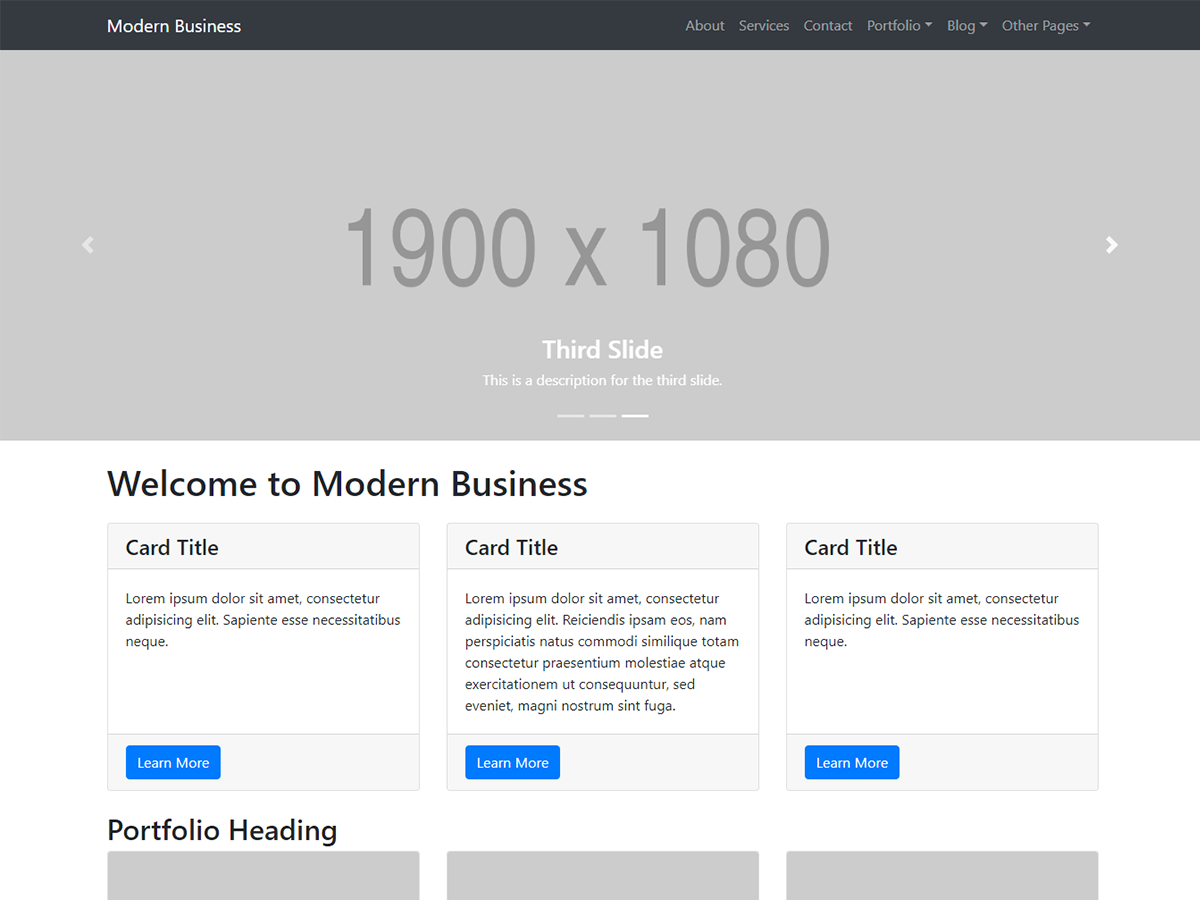 Modern Business
About Services Contact Portfolio Blog Other Pages
1900 x 1080
Third Slide
This is a description for the third slide.
Welcome to Modern Business
Card Title
Lorem ipsum dolor sit amet, consectetur
adipisicing elit. Sapiente esse necessitatibus
neque.
Learn More
Card Title
Lorem ipsum dolor sit amet, consectetur
adipisicing elit. Reiciendis ipsam eos, nam
perspiciatis natus commodi similique totam
consectetur praesentium molestiae atque
exercitationem ut consequuntur, sed
eveniet, magni nostrum sint fuga.
Learn More
Card Title
Lorem ipsum dolor sit amet, consectetur
adipisicing elit. Sapiente esse necessitatibus
neque.
Learn More
Portfolio Heading